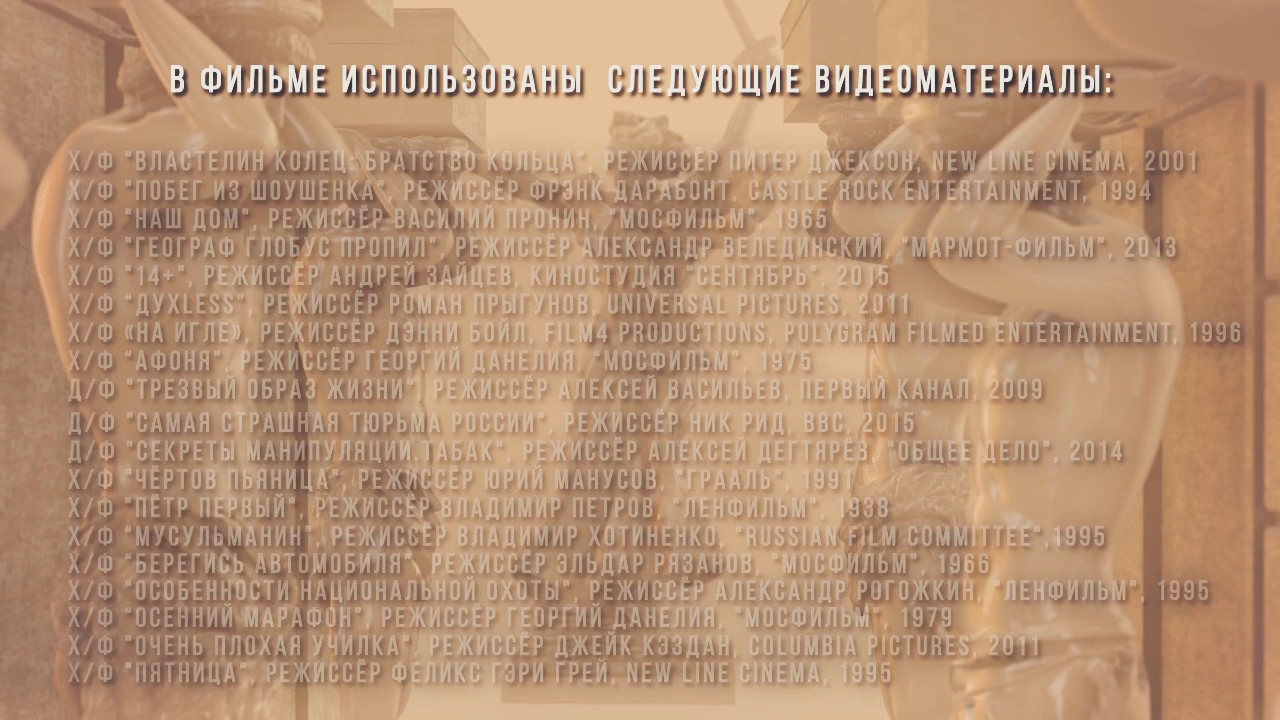 В ФИЛЬМЕ ИСПОЛЬЗОВАНЫ СЛЕДУЮЩИЕ ВИДЕОМАТЕРИАЛЫ:
Х/Ф "ВЛАСТЕЛИН КОЛЕЦ: БРАТСТВО КОЛЬЦА", РЕЖИССЁР ПИТЕР ДЖЕКСОН, NEW LINE CINEMA, 2001
Х/Ф "ПОБЕГ ИЗ ШОУШЕНКА", РЕЖИССЁР ФРЭНК ДАРАБОНТ, CASTLE ROCK ENTERTAINMENT, 1994
Х/Ф "НАШ ДОМ", РЕЖИССЁР ВАСИЛИЙ ПРОНИН, "МОСФИЛЬМ", 1965
Х/Ф "ГЕОГРАФ ГЛОБУС ПРОПИЛ", РЕЖИССЁР АЛЕКСАНДР ВЕЛЕДИНСКИЙ, "МАРМОТ-ФИЛЬМ", 2013
Х/Ф "14+", РЕЖИССЁР АНДРЕЙ ЗАЙЦЕВ, КИНОСТУДИЯ "СЕНТЯБРЬ", 2015
Х/Ф "ДУХLESS", РЕЖИССЁР РОМАН ПРЫГУНОВ, UNIVERSAL PICTURES, 2011
Х/Ф «НА ИГЛЕ», РЕЖИССЁР ДЭННИ БОЙЛ, FILM4 PRODUCTIONS, POLYGRAM FILMED ENTERTAINMENT, 1996
Х/Ф "АФОНЯ", РЕЖИССЁР ГЕОРГИЙ ДАНЕЛИЯ, "МОСФИЛЬМ", 1975
Д/Ф "ТРЕЗВЫЙ ОБРАЗ ЖИЗНИ", РЕЖИССЁР АЛЕКСЕЙ ВАСИЛЬЕВ, ПЕРВЫЙ КАНАЛ, 2009
Д/Ф "САМАЯ СТРАШНАЯ ТЮРЬМА РОССИИ", РЕЖИССЁР НИК РИД, BBC, 2015
Д/Ф "СЕКРЕТЫ МАНИПУЛЯЦИИ.ТАБАК", РЕЖИССЁР АЛЕКСЕЙ ДЕГТЯРЁВ, "ОБЩЕЕ ДЕЛО", 2014
Х/Ф "ЧЁРТОВ ПЬЯНИЦА", РЕЖИССЁР ЮРИЙ МАНУСОВ, "ГРААЛЬ", 1991
Х/Ф "ПЁТР ПЕРВЫЙ", РЕЖИССЁР ВЛАДИМИР ПЕТРОВ, "ЛЕНФИЛЬМ", 1938
Х/Ф "МУСУЛЬМАНИН", РЕЖИССЁР ВЛАДИМИР ХОТИНЕНКО, "RUSSIAN FILM COMMITTEE",1995
Х/Ф "БЕРЕГИСЬ АВТОМОБИЛЯ", РЕЖИССЁР ЭЛЬДАР РЯЗАНОВ, "МОСФИЛЬМ", 1966
Х/Ф "ОСОБЕННОСТИ НАЦИОНАЛЬНОЙ ОХОТЫ", РЕЖИССЁР АЛЕКСАНДР РОГОЖКИН, "ЛЕНФИЛЬМ", 1995
Х/Ф "ОСЕННИЙ МАРАФОН", РЕЖИССЁР ГЕОРГИЙ ДАНЕЛИЯ, "МОСФИЛЬМ", 1979
Х/Ф "ОЧЕНЬ ПЛОХАЯ УЧИЛКА", РЕЖИССЁР ДЖЕЙК КЭЗДАН, COLUMBIA PICTURES, 2011
Х/Ф "ПЯТНИЦА", РЕЖИССЁР ФЕЛИКС ГЭРИ ГРЕЙ, NEW LINE CINEMA, 1995